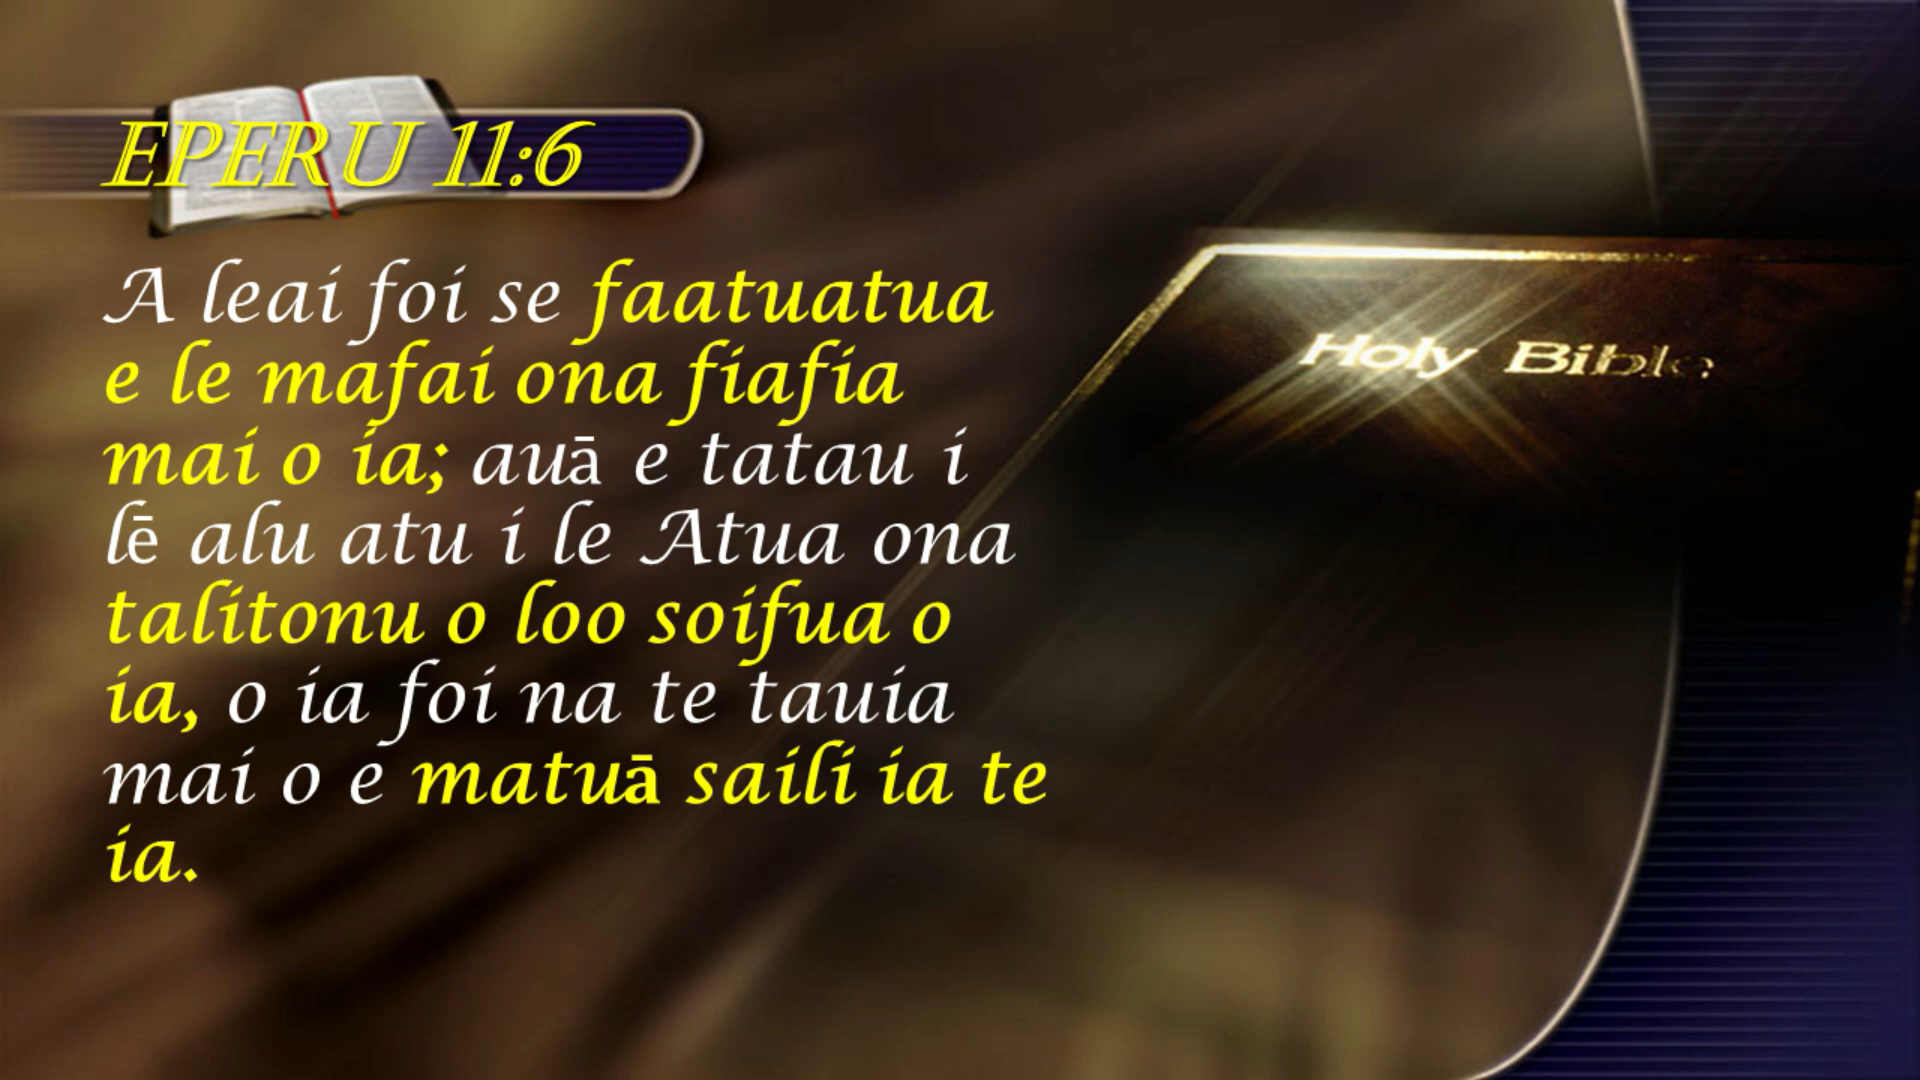 EPERU 11:6
A leai foi se faatuatua
e le mafai ona fiafia
mai o ia; auā e tatau i
lē alu atu i le Atua ona
talitonu o loo soifua o
ia, o ia foi na te tauia
mai o e matuā saili ia te
ia.
Holy Bible